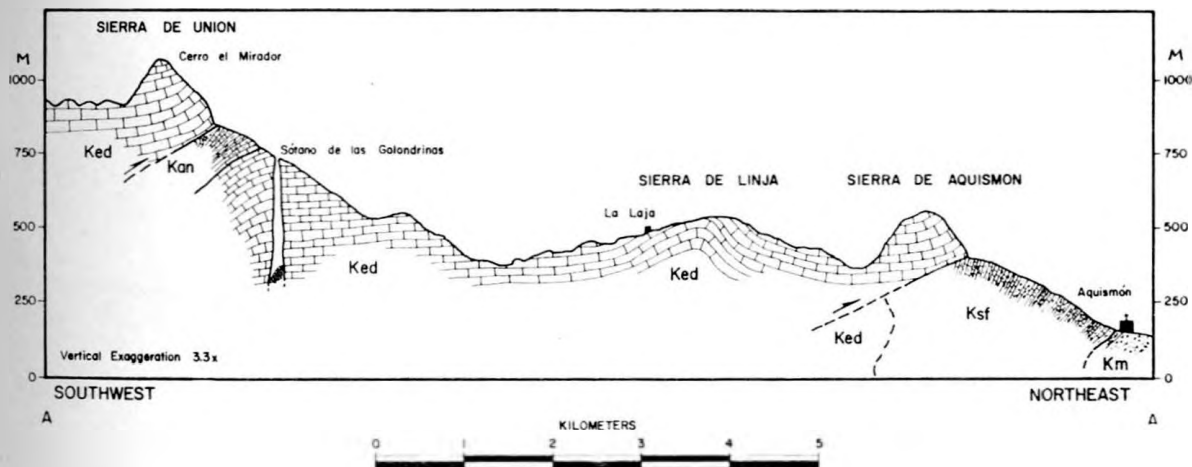 SIERRA DE UNION
M
M
Cerro el Mirador
1000
1000
Ked
750
Kan
Sótano de las Golondrinas
750
SIERRA DE LINJA
SIERRA DE AQUISMON
500
La Laja
500
Ked
Ked
250
Ked
Ksf
Aquismón
250
Vertical Exaggeration 3.3x
Km
0
0
SOUTHWEST
NORTHEAST
A
KILOMETERS
0 1 2 3 4 5